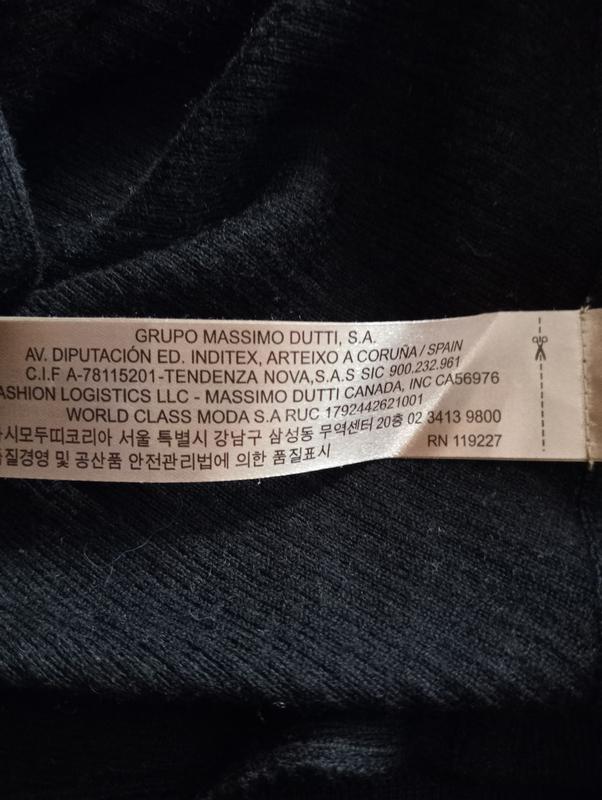 GRUPO MASSIMO DUTTI, S.A.
AV. DIPUTACIÓN ED. INDITEX, ARTEIXO A CORUÑA / SPAIN
C.I.F A-78115201-TENDENZA NOVA,S.A.S SIC 900.232.961
ASHION LOGISTICS LLC - MASSIMO DUTTI CANADA, INC CA56976
WORLD CLASS MODA S.A RUC 1792442621001
시모두띠코리아 서울 특별시 강남구 삼성동 무역센터 20층 02 3413 9800
질경영 및 공산품 안전관리법에 의한 품질표시
RN 119227